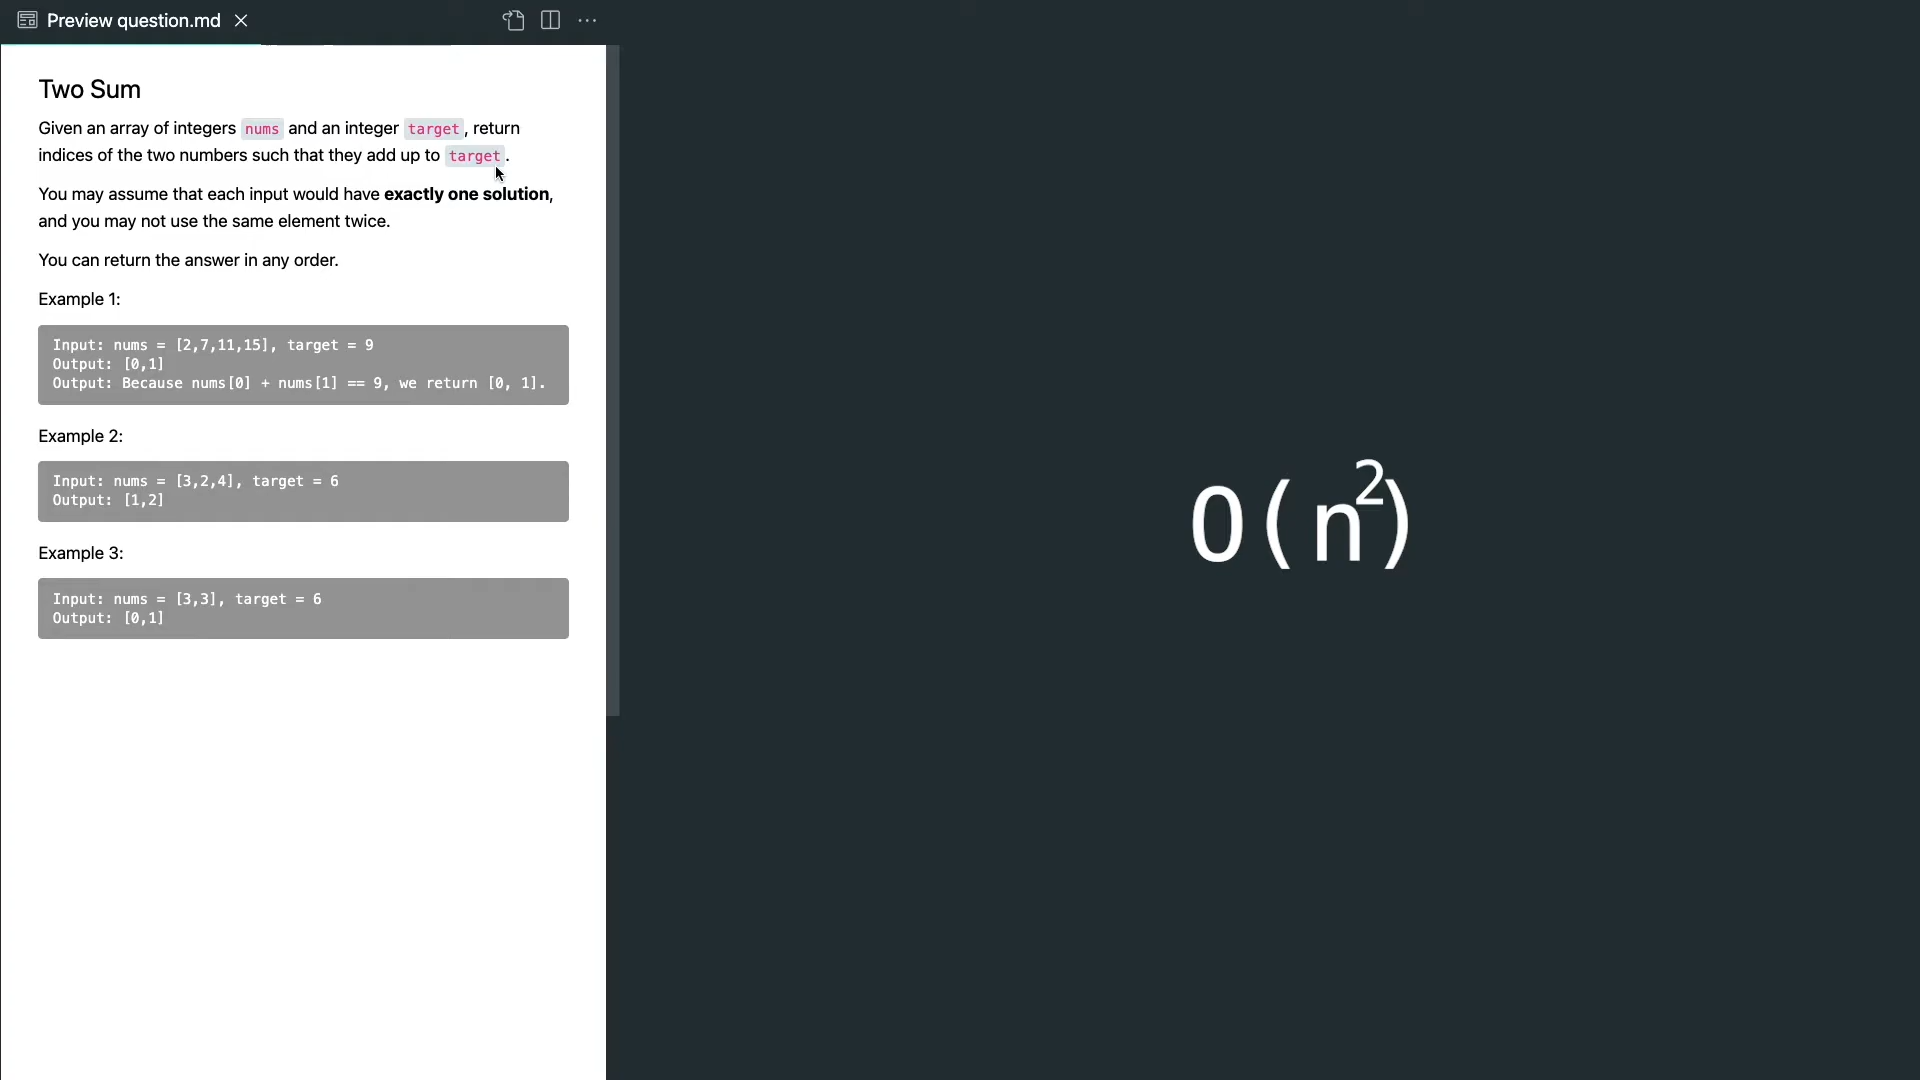 Preview question.md
Two Sum
Given an array of integers nums and an integer target, return
indices of the two numbers such that they add up to target.
You may assume that each input would have exactly one solution,
and you may not use the same element twice.
You can return the answer in any order.
Example 1:
Input: nums = [2,7,11,15], target = 9
Output: [0,1]
Output: Because nums[0] + nums[1] == 9, we return [0, 1].
Example 2:
Input: nums = [3,2,4], target = 6
Output: [1,2]
Example 3:
Input: nums = [3,3], target = 6
Output: [0,1]
O(n²)